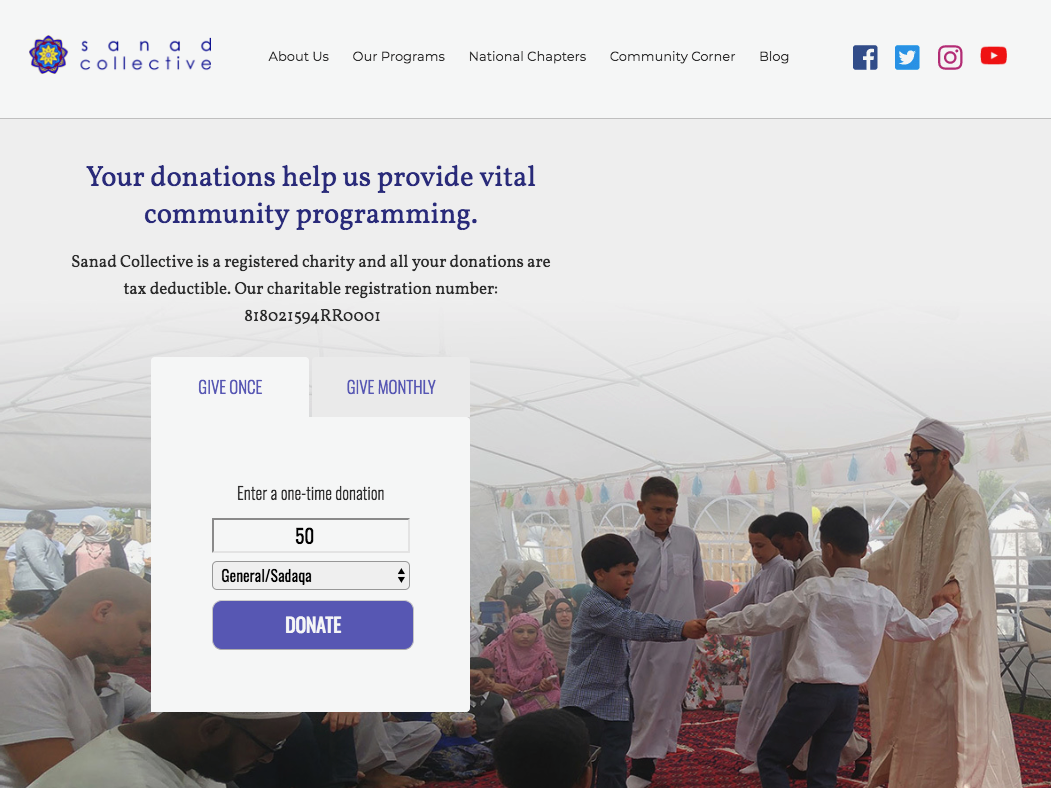 sanad
collective
About Us
Our Programs
National Chapters
Community Corner
Blog
Your donations help us provide vital
community programming.
Sanad Collective is a registered charity and all your donations are
tax deductible. Our charitable registration number:
818021594RR0001
GIVE ONCE
GIVE MONTHLY
Enter a one-time donation
50
General/Sadaqa
DONATE